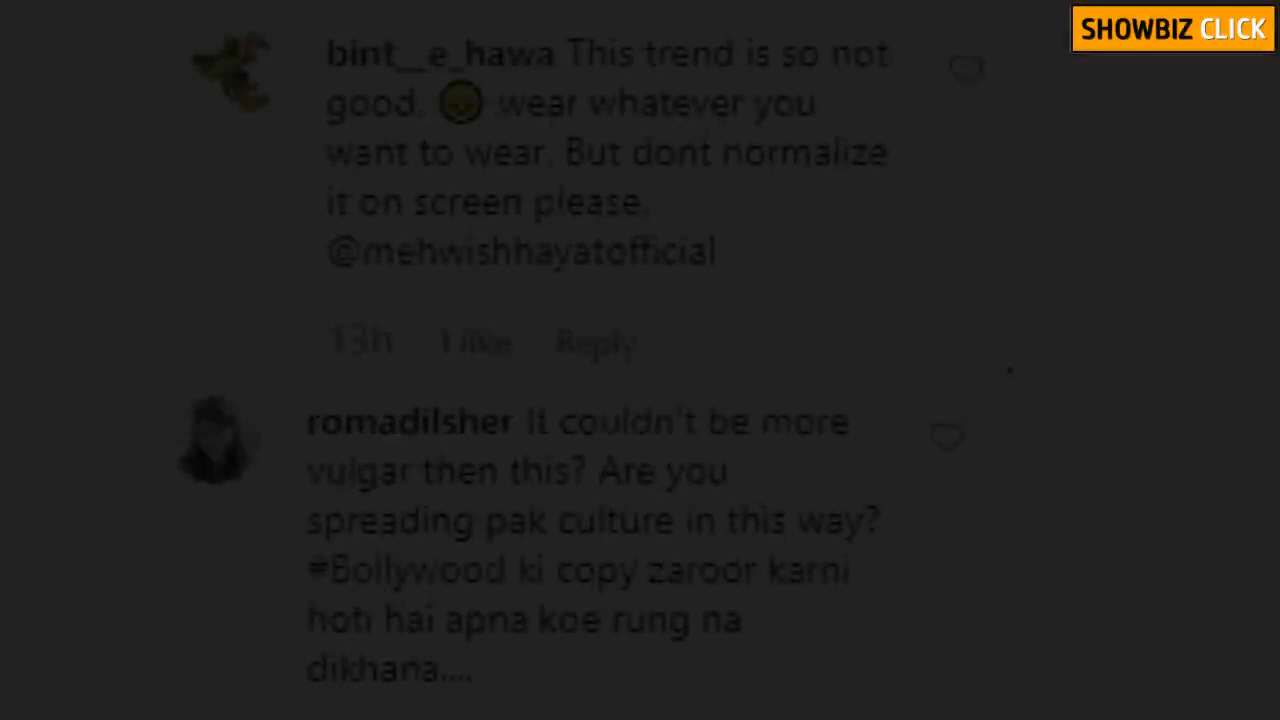 SHOWBIZ CLICK
bint__e_hawa This trend is so not
good. 😞 wear whatever you
want to wear. But dont normalize
it on screen please.
@mehwishhayatofficial
13h 1 like Reply
romadilsher It couldn't be more
vulgar then this? Are you
spreading pak culture in this way?
#Bollywood ki copy zaroor karni
hoti hai apna koe rung na
dikhana....